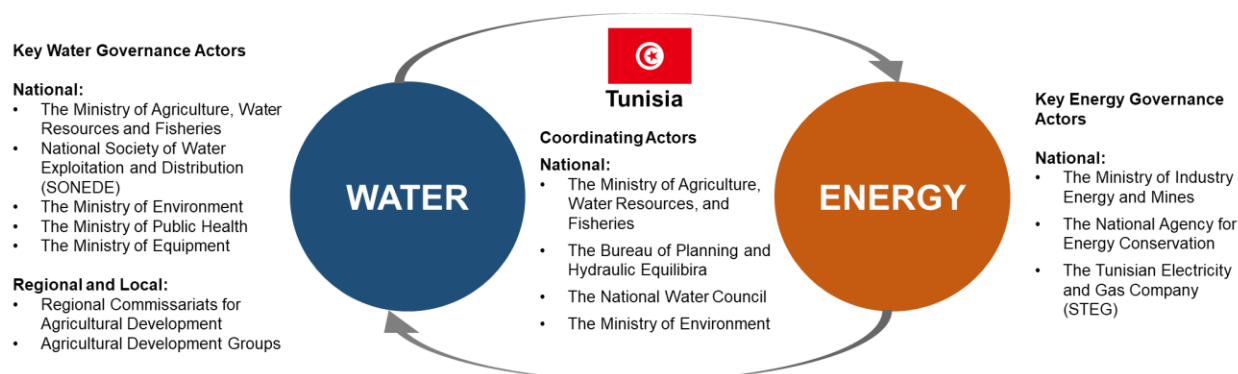 Key Water Governance Actors
National:
• The Ministry of Agriculture, Water
Resources and Fisheries
• National Society of Water
Exploitation and Distribution
(SONEDE)
• The Ministry of Environment
• The Ministry of Public Health
• The Ministry of Equipment
Regional and Local:
• Regional Commissariats for
Agricultural Development
• Agricultural Development Groups
WATER
Tunisia
Coordinating Actors
National:
• The Ministry of Agriculture,
Water Resources, and
Fisheries
• The Bureau of Planning and
Hydraulic Equilibira
• The National Water Council
• The Ministry of Environment
ENERGY
Key Energy Governance
Actors
National:
• The Ministry of Industry
Energy and Mines
• The National Agency for
Energy Conservation
• The Tunisian Electricity
and Gas Company
(STEG)